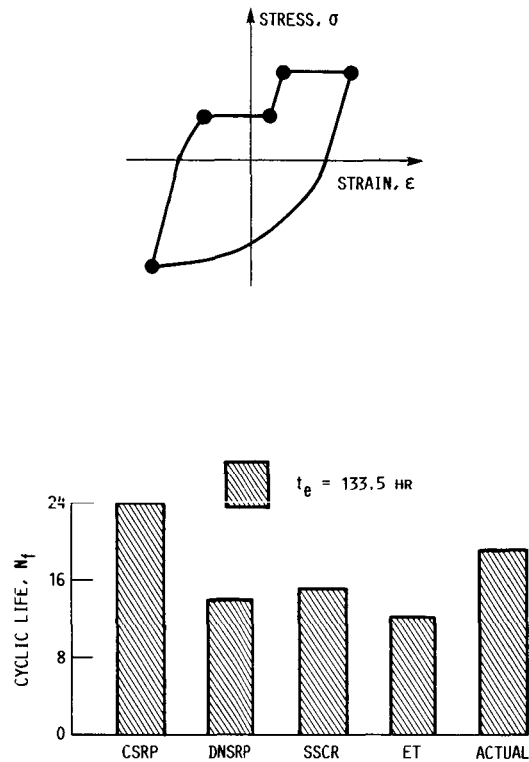 STRESS, σ
STRAIN, ε
t_e = 133.5 HR
CYCLIC LIFE, N_f
24
16
8
0
CSRP DNSRP SSCR ET ACTUAL